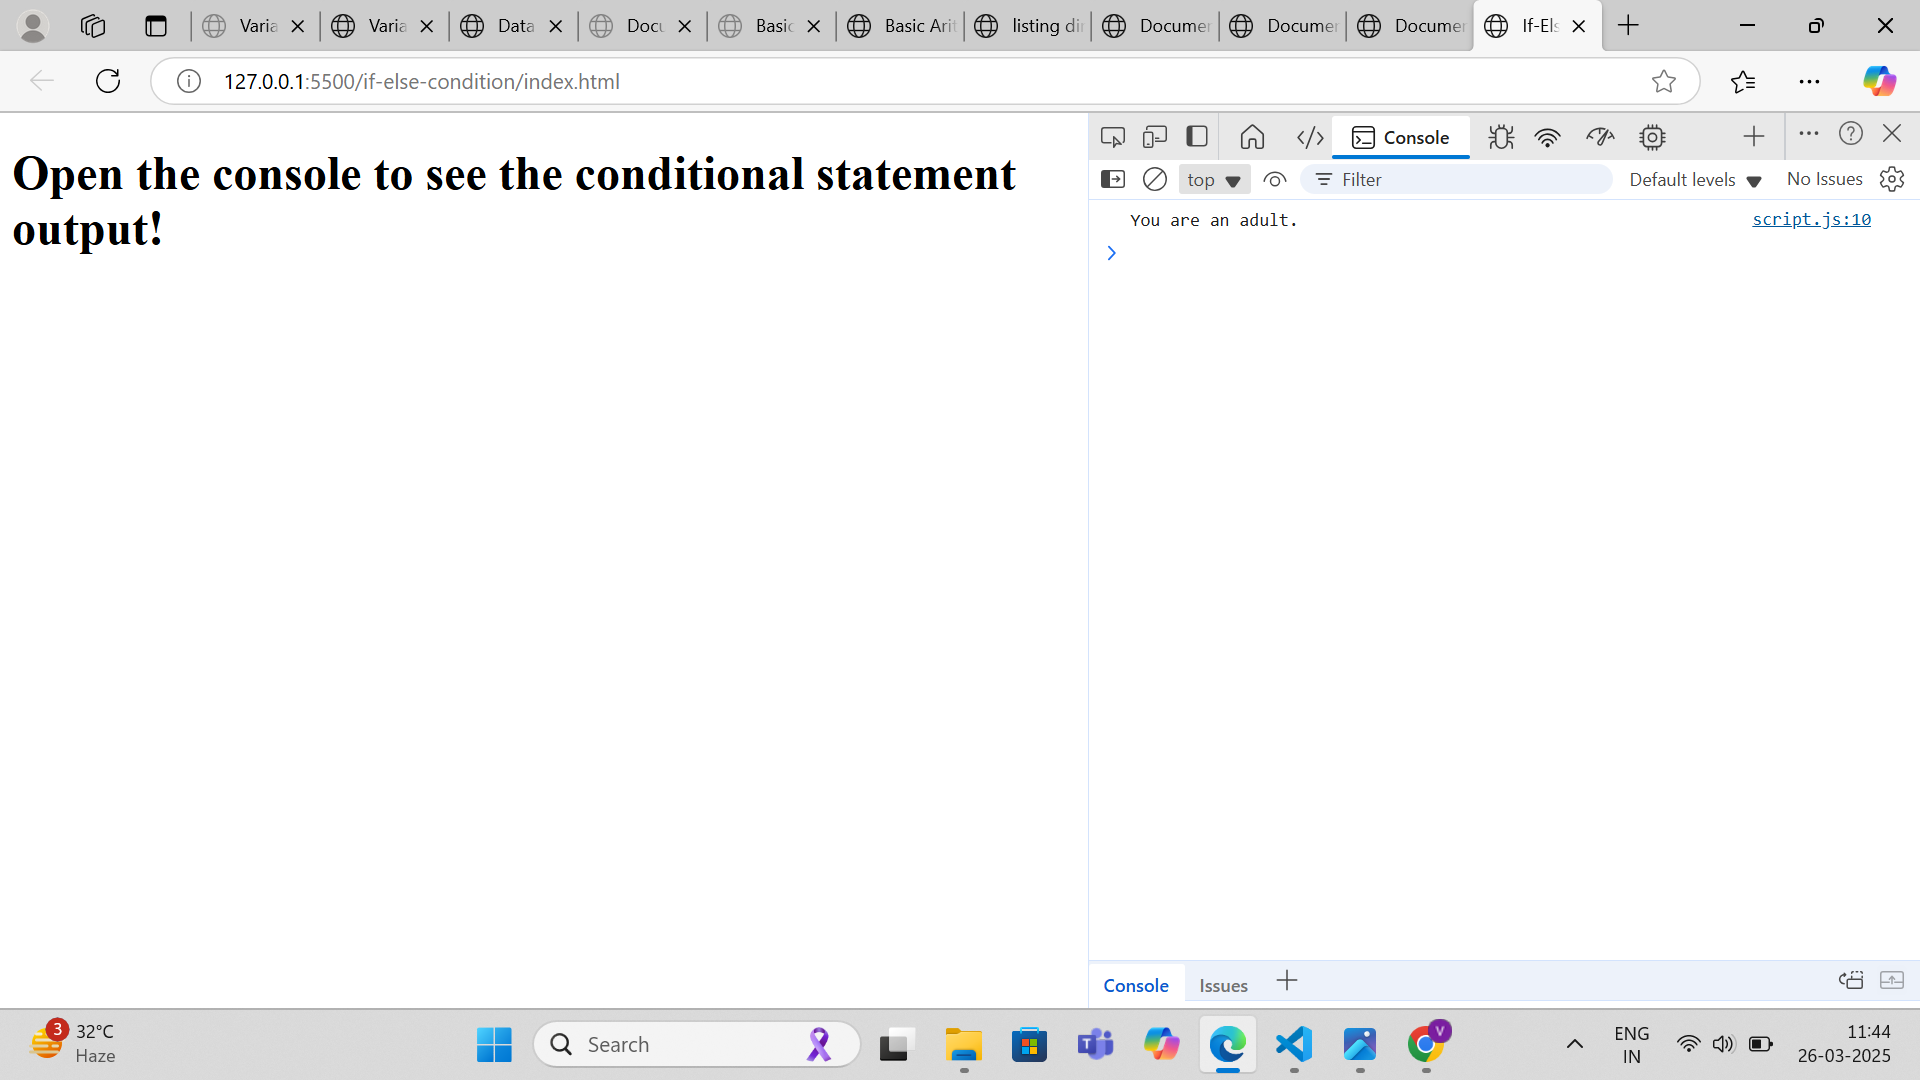 Varia
Varia
Data
Docu
Basic
Basic Arit
listing dir
Documer
Documer
Documer
If-Els
127.0.0.1:5500/if-else-condition/index.html
Open the console to see the conditional statement
output!
Console
top
Filter
Default levels
No Issues
You are an adult.
script.js:10
Console
Issues
3
32°C
Haze
Search
T
V
ENG
IN
11:44
26-03-2025